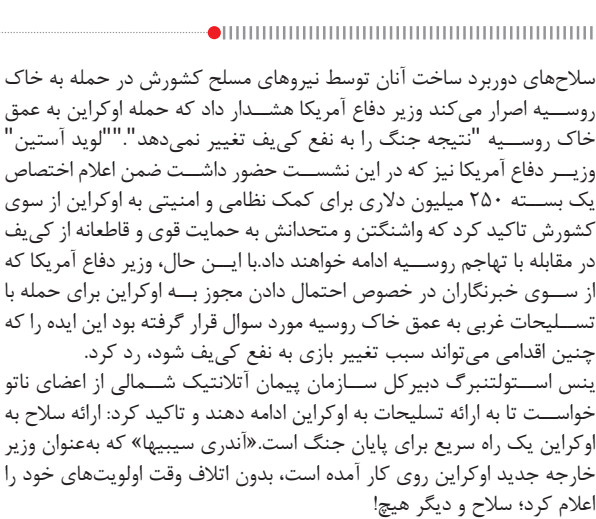 سلاح‌های دوربرد ساخت آنان توسط نیروهای مسلح کشورش در حمله به خاک
روسیه اصرار می‌کند وزیر دفاع آمریکا هشدار داد که حمله اوکراین به عمق
خاک روسیه "نتیجه جنگ را به نفع کی‌یف تغییر نمی‌دهد".""لوید آستین"
وزیر دفاع آمریکا نیز که در این نشست حضور داشت ضمن اعلام اختصاص
یک بسته ۲۵۰ میلیون دلاری برای کمک نظامی و امنیتی به اوکراین از سوی
کشورش تاکید کرد که واشنگتن و متحدانش به حمایت قوی و قاطعانه از کی‌یف
در مقابله با تهاجم روسیه ادامه خواهند داد.با این حال، وزیر دفاع آمریکا که
از سوی خبرنگاران در خصوص احتمال دادن مجوز به اوکراین برای حمله با
تسلیحات غربی به عمق خاک روسیه مورد سوال قرار گرفته بود این ایده را که
چنین اقدامی می‌تواند سبب تغییر بازی به نفع کی‌یف شود، رد کرد.
ینس استولتنبرگ دبیرکل سازمان پیمان آتلانتیک شمالی از اعضای ناتو
خواست تا به ارائه تسلیحات به اوکراین ادامه دهند و تاکید کرد: ارائه سلاح به
اوکراین یک راه سریع برای پایان جنگ است.«آندری سیبیها» که به‌عنوان وزیر
خارجه جدید اوکراین روی کار آمده است، بدون اتلاف وقت اولویت‌های خود را
اعلام کرد؛ سلاح و دیگر هیچ!